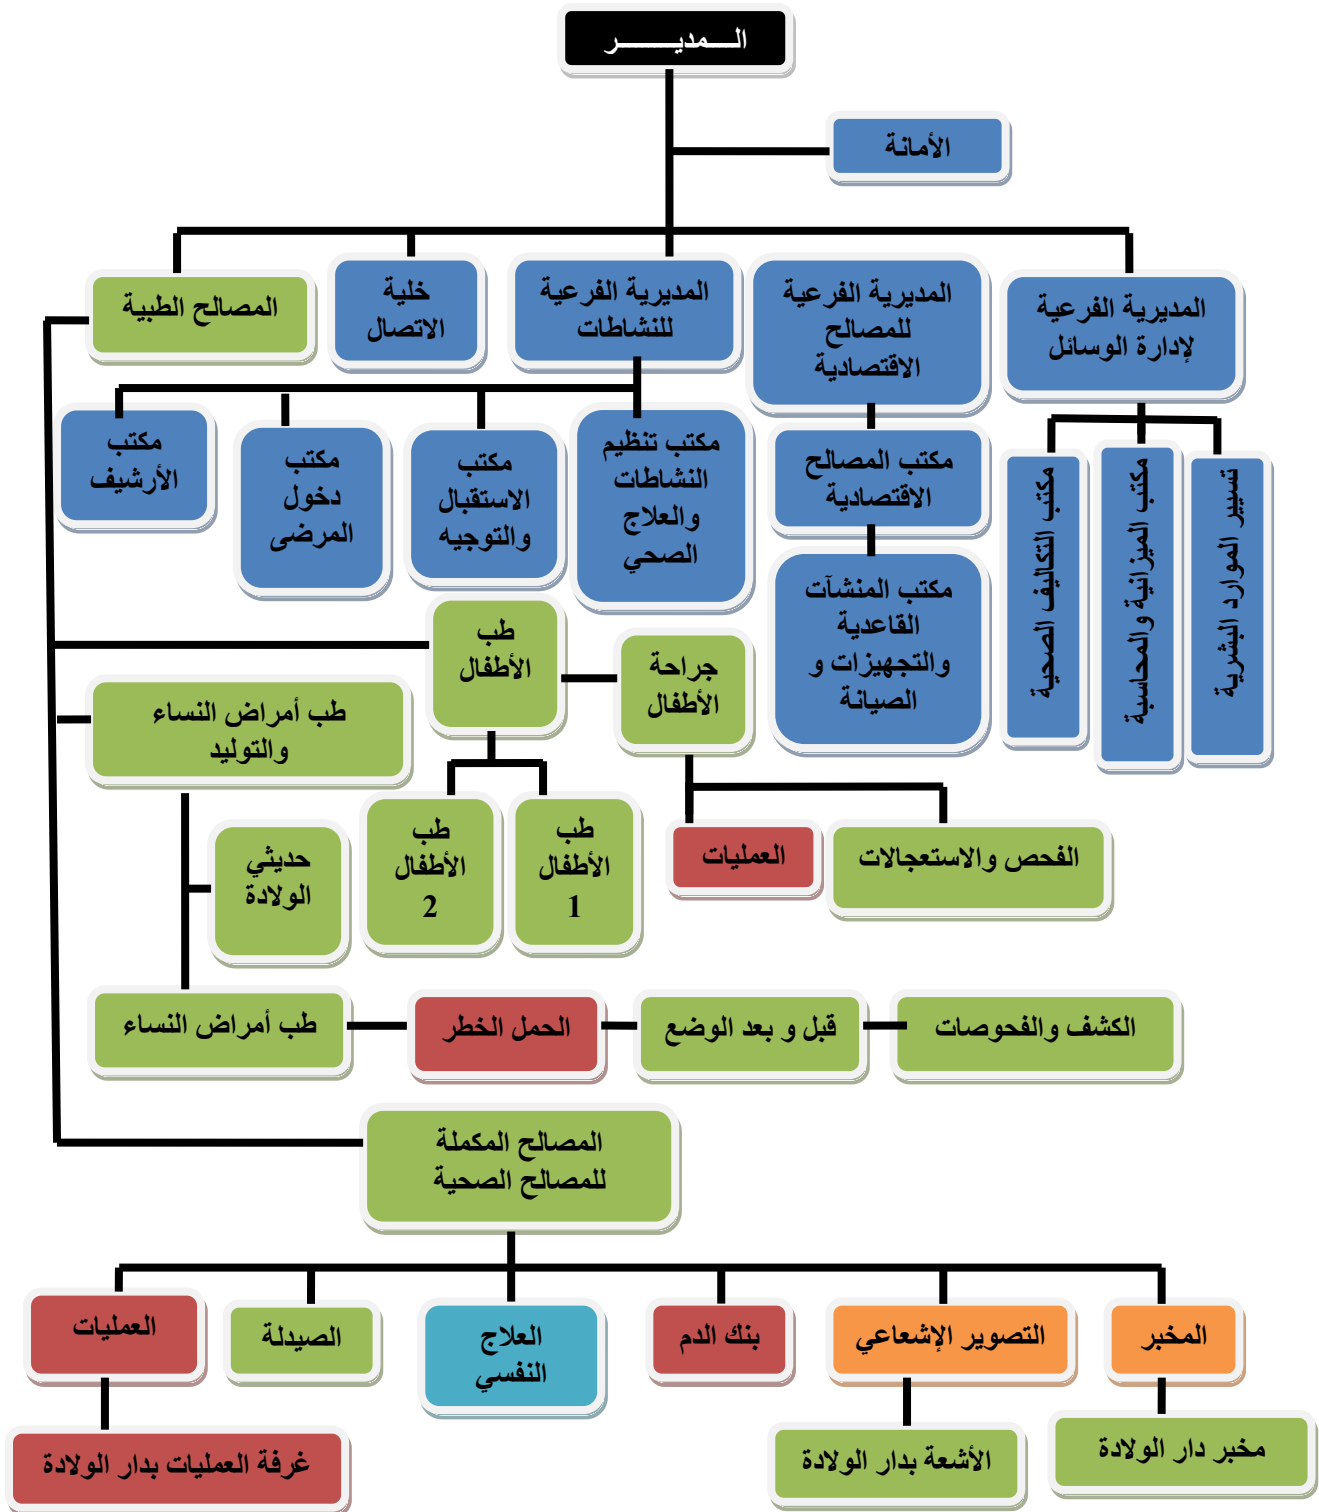 الـــمديـــــــر
الأمانة
المديرية الفرعية
لإدارة الوسائل
المديرية الفرعية
للمصالح
الاقتصادية
المديرية الفرعية
للنشاطات
خلية
الاتصال
المصالح الطبية
تسيير الموارد البشرية
مكتب الميزانية والمحاسبة
مكتب التكاليف الصحية
مكتب المصالح
الاقتصادية
مكتب المنشآت
القاعدية
والتجهيزات و
الصيانة
مكتب تنظيم
النشاطات
والعلاج
الصحي
مكتب
الاستقبال
والتوجيه
مكتب
دخول
المرضى
مكتب
الأرشيف
طب
الأطفال
جراحة
الأطفال
طب أمراض النساء
والتوليد
الفحص والاستعجالات
العمليات
طب
الأطفال
1
طب
الأطفال
2
حديثي
الولادة
طب أمراض النساء
الحمل الخطر
قبل و بعد الوضع
الكشف والفحوصات
المصالح المكملة
للمصالح الصحية
المخبر
التصوير الإشعاعي
بنك الدم
العلاج
النفسي
الصيدلة
العمليات
مخبر دار الولادة
الأشعة بدار الولادة
غرفة العمليات بدار الولادة